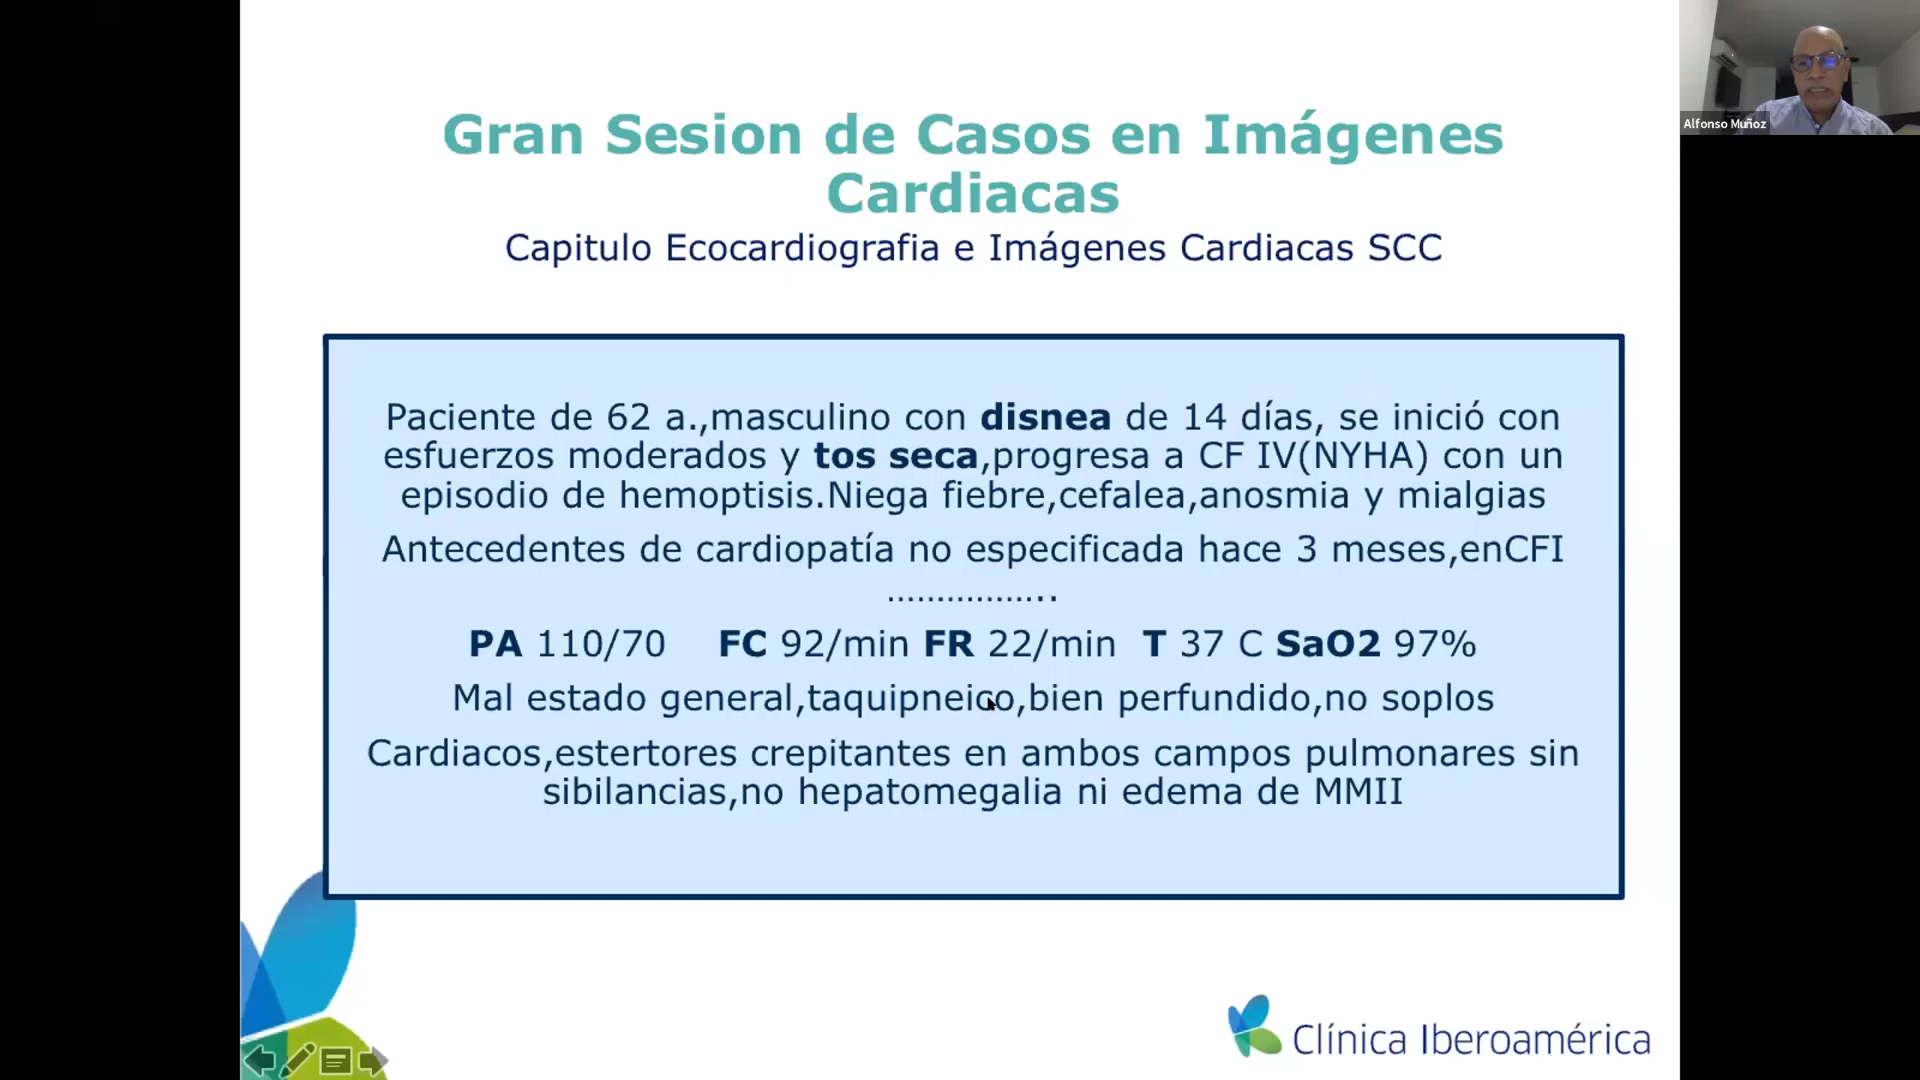 Gran Sesion de Casos en Imágenes
Cardiacas
Capitulo Ecocardiografia e Imágenes Cardiacas SCC
Paciente de 62 a.,masculino con disnea de 14 días, se inició con
esfuerzos moderados y tos seca,progresa a CF IV(NYHA) con un
episodio de hemoptisis.Niega fiebre,cefalea,anosmia y mialgias
Antecedentes de cardiopatía no especificada hace 3 meses,enCFI
……………..
PA 110/70 FC 92/min FR 22/min T 37 C SaO2 97%
Mal estado general,taquipneico,bien perfundido,no soplos
Cardiacos,estertores crepitantes en ambos campos pulmonares sin
sibilancias,no hepatomegalia ni edema de MMII
Clínica Iberoamérica
Alfonso Muñoz